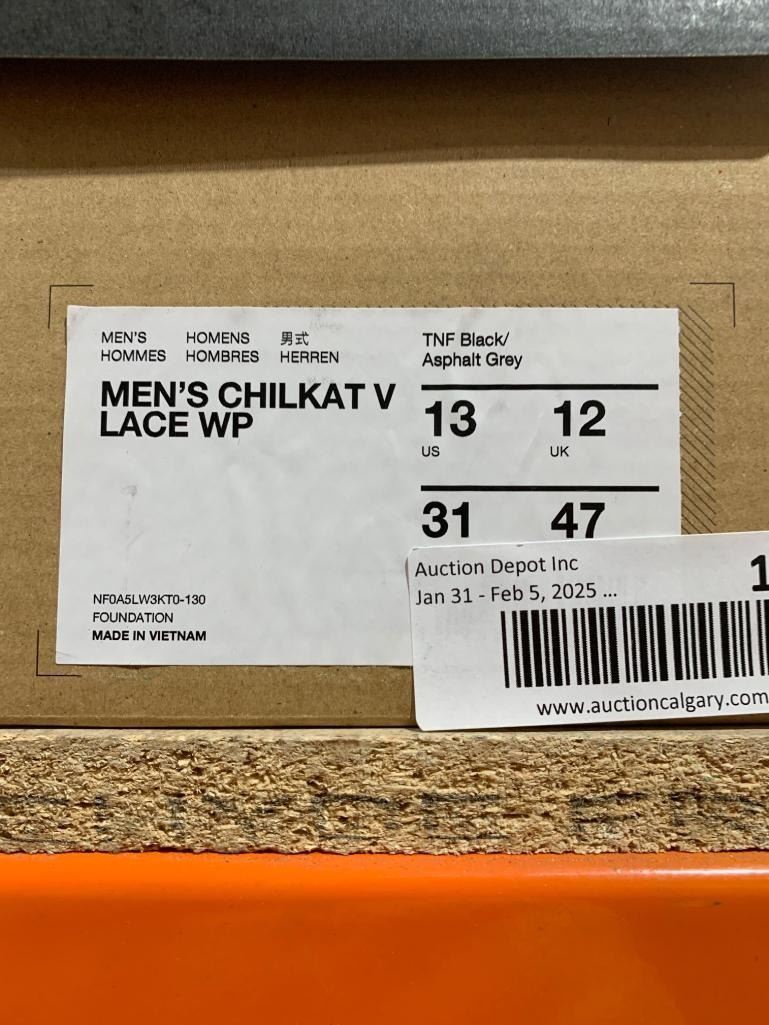 MEN'S HOMENS 男式
HOMMES HOMBRES HERREN
MEN'S CHILKAT V
LACE WP
NF0A5LW3KT0-130
FOUNDATION
MADE IN VIETNAM
TNF Black/
Asphalt Grey
13 12
US UK
31 47
Auction Depot Inc
Jan 31 - Feb 5, 2025 ...
1
www.auctioncalgary.com